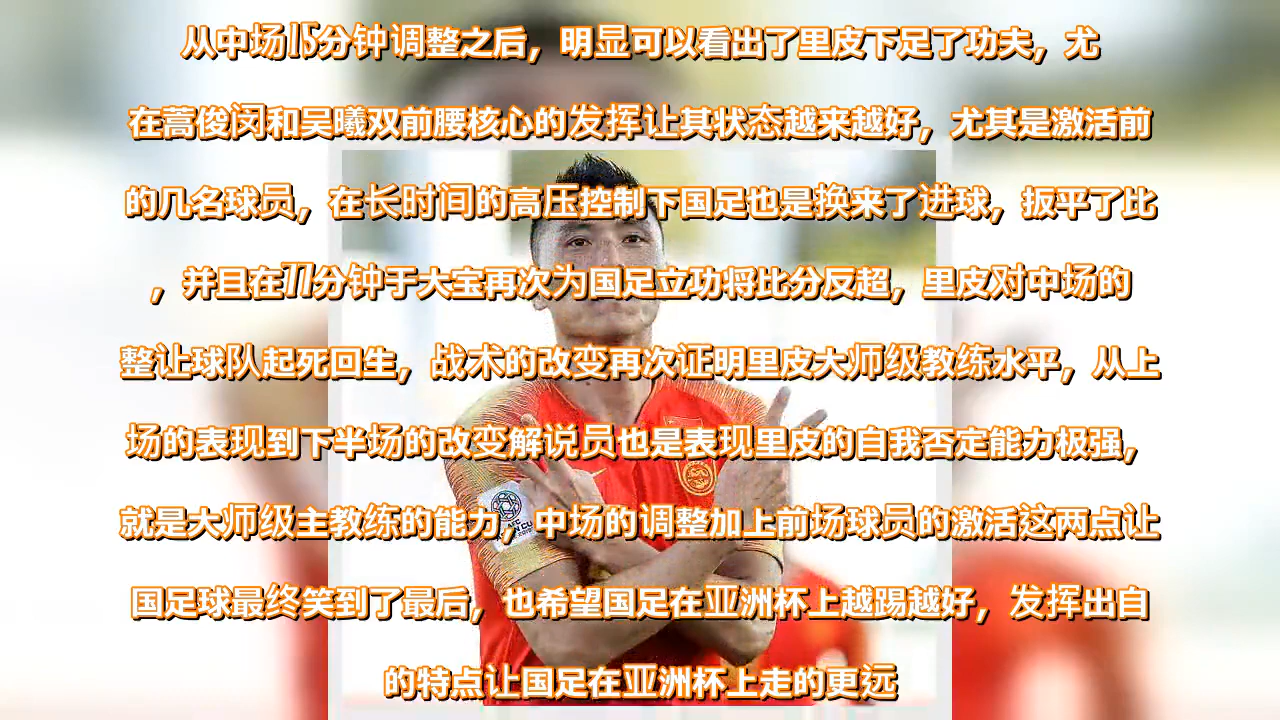 从中场15分钟调整之后，明显可以看出了里皮下足了功夫，尤
在蒿俊闵和吴曦双前腰核心的发挥让其状态越来越好，尤其是激活前
的几名球员，在长时间的高压控制下国足也是换来了进球，扳平了比
，并且在71分钟于大宝再次为国足立功将比分反超，里皮对中场的
整让球队起死回生，战术的改变再次证明里皮大师级教练水平，从上
场的表现到下半场的改变解说员也是表现里皮的自我否定能力极强，
就是大师级主教练的能力，中场的调整加上前场球员的激活这两点让
国足球最终笑到了最后，也希望国足在亚洲杯上越踢越好，发挥出自
的特点让国足在亚洲杯上走的更远